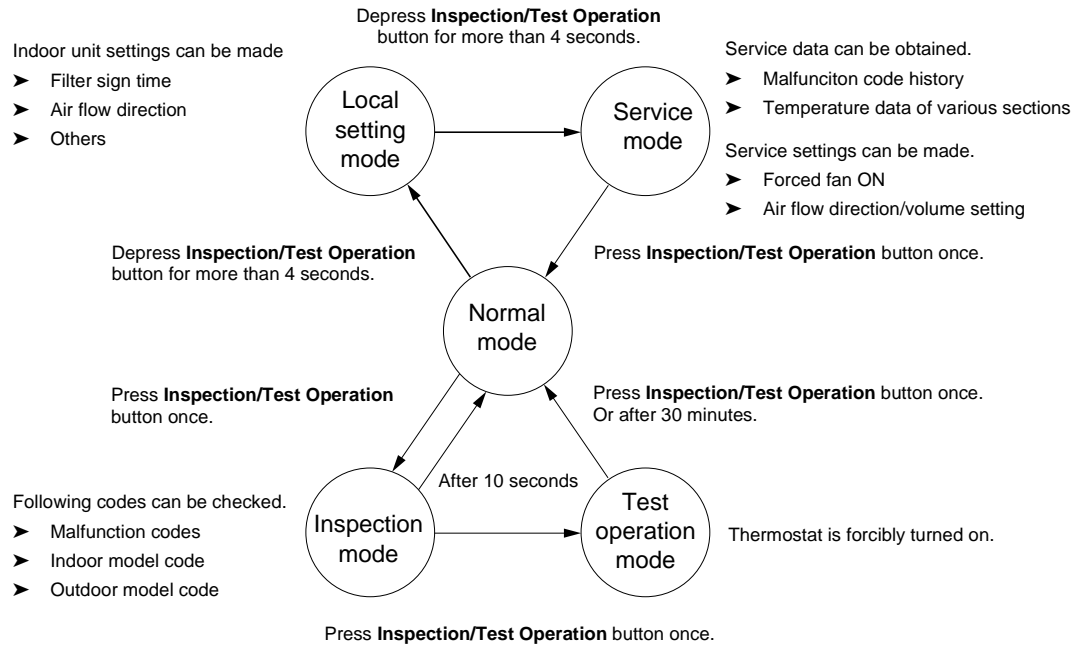 Depress Inspection/Test Operation
button for more than 4 seconds.
Indoor unit settings can be made
➤ Filter sign time
➤ Air flow direction
➤ Others
Local
setting
mode
Service
mode
Service data can be obtained.
➤ Malfunciton code history
➤ Temperature data of various sections
Service settings can be made.
➤ Forced fan ON
➤ Air flow direction/volume setting
Depress Inspection/Test Operation
button for more than 4 seconds.
Press Inspection/Test Operation button once.
Normal
mode
Press Inspection/Test Operation
button once.
Press Inspection/Test Operation button once.
Or after 30 minutes.
After 10 seconds
Following codes can be checked.
➤ Malfunction codes
➤ Indoor model code
➤ Outdoor model code
Inspection
mode
Test
operation
mode
Thermostat is forcibly turned on.
Press Inspection/Test Operation button once.